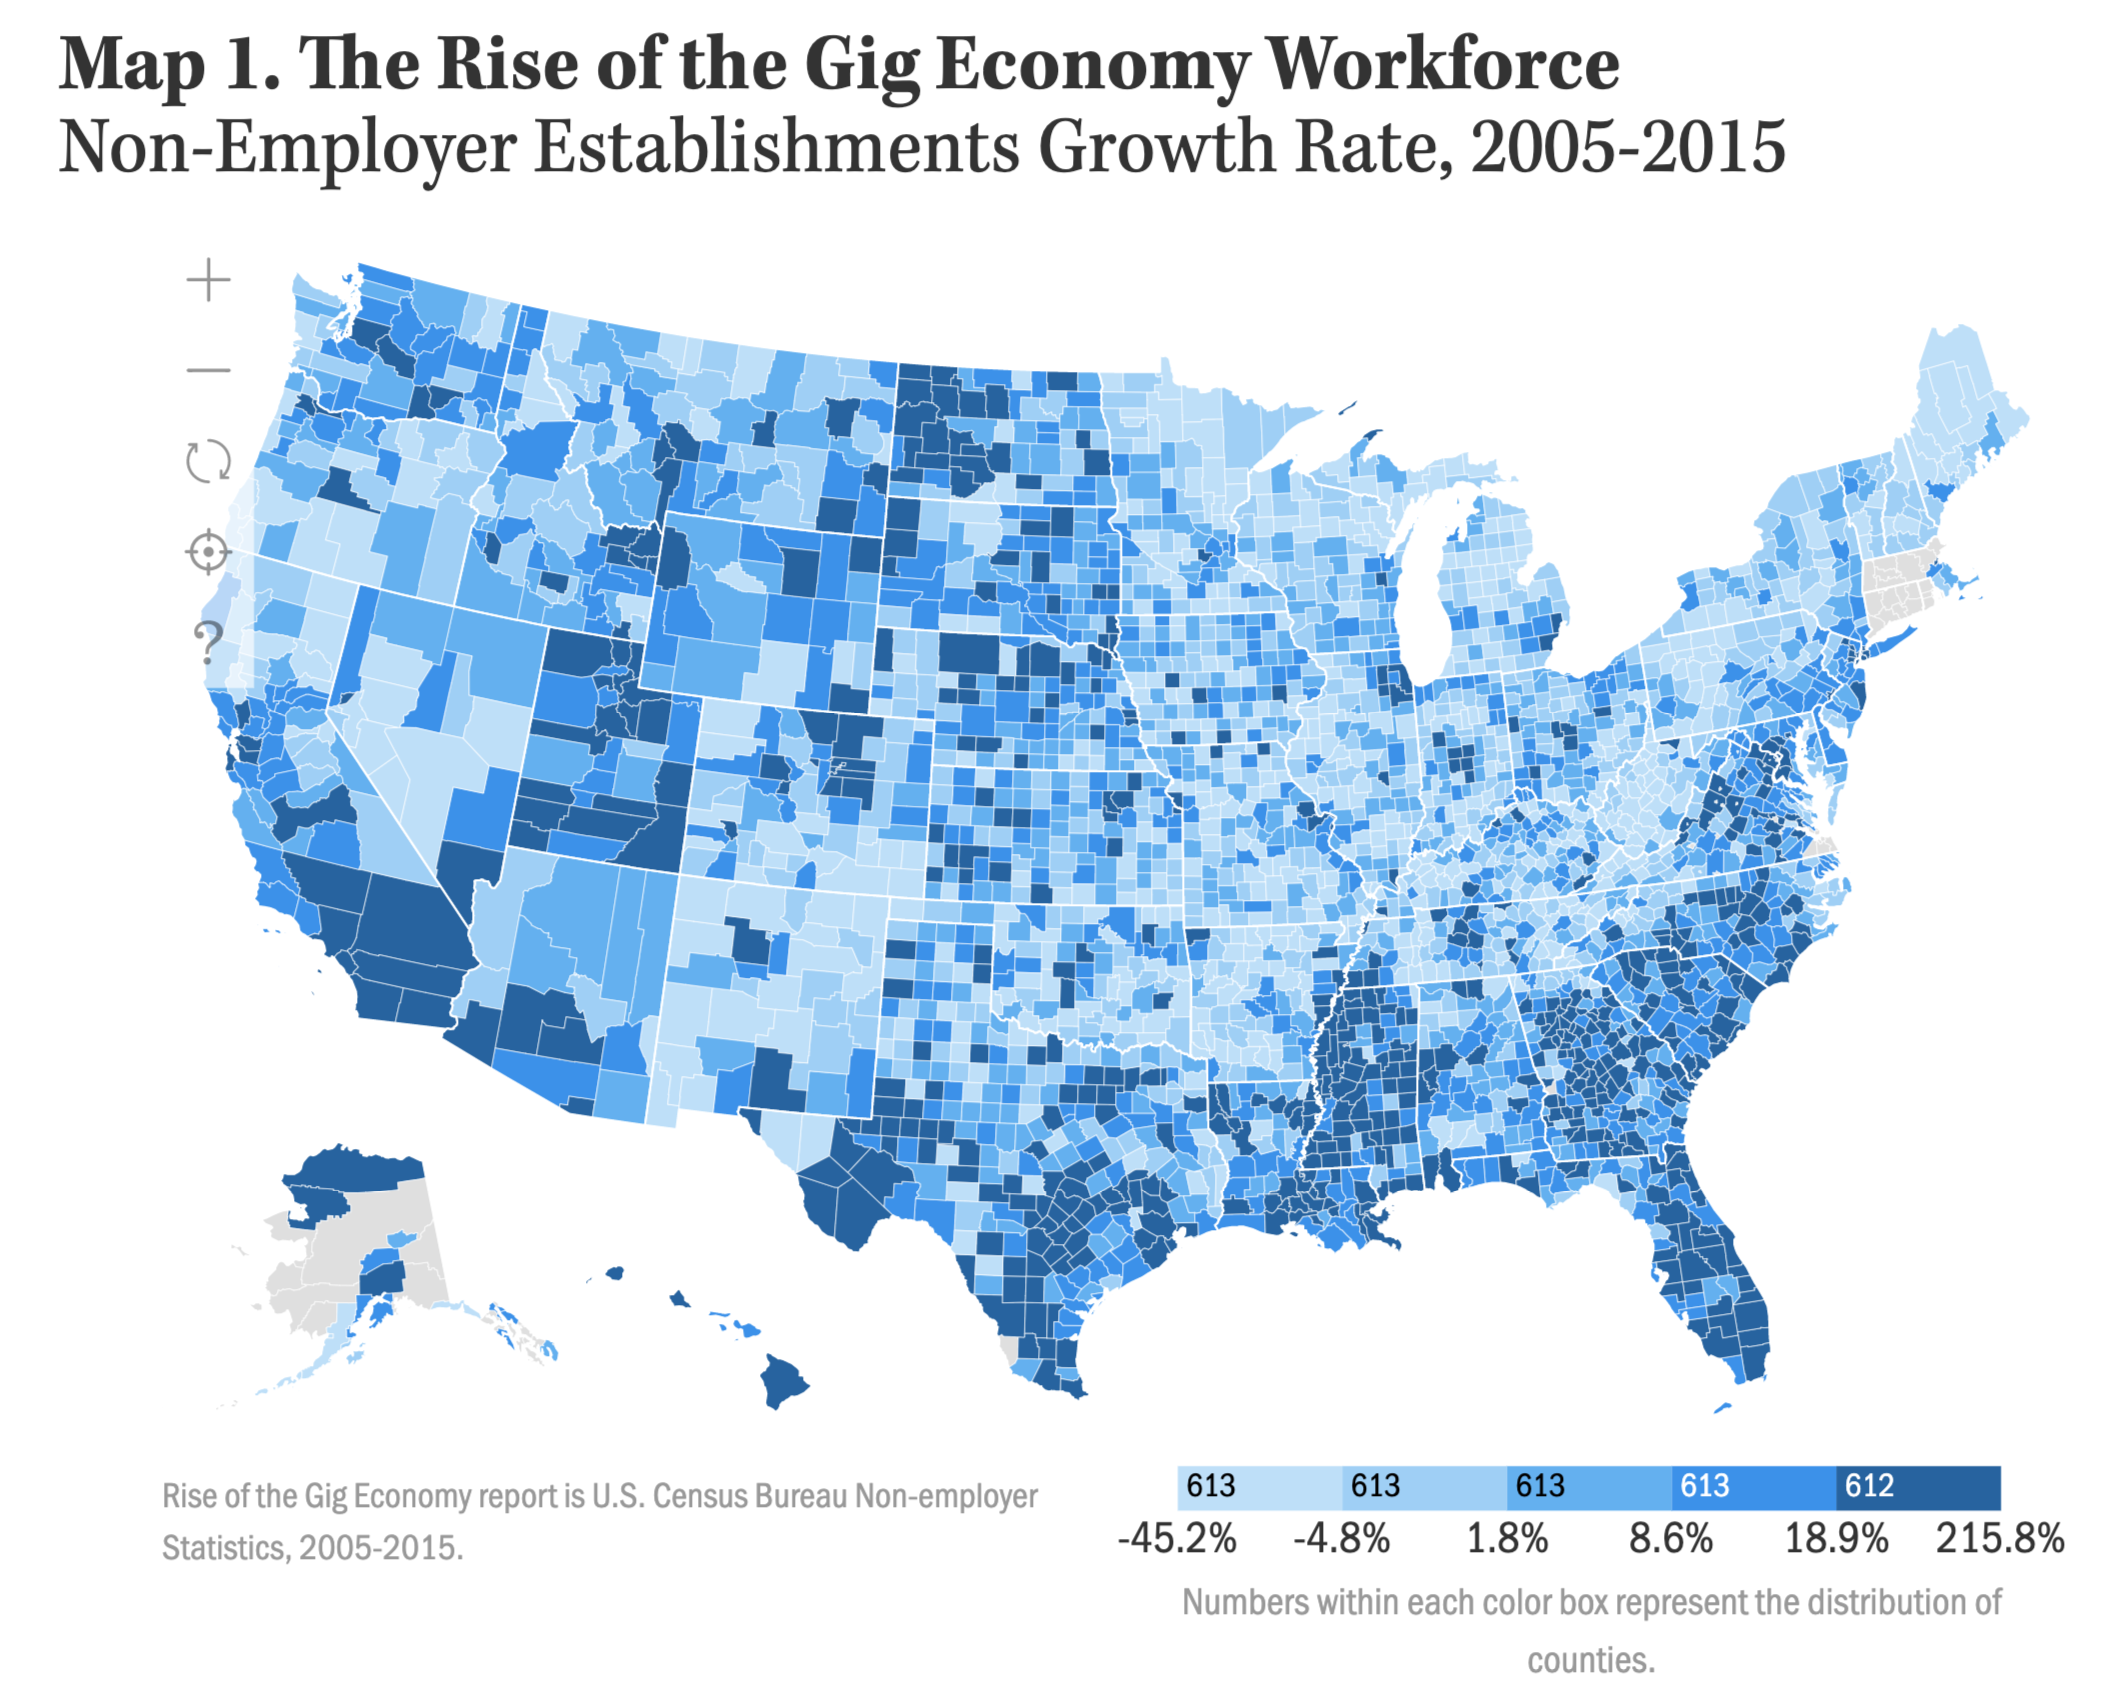 Map 1. The Rise of the Gig Economy Workforce
Non-Employer Establishments Growth Rate, 2005-2015
+
−
?
613 613 613 613 612
-45.2% -4.8% 1.8% 8.6% 18.9% 215.8%
Rise of the Gig Economy report is U.S. Census Bureau Non-employer
Statistics, 2005-2015.
Numbers within each color box represent the distribution of
counties.